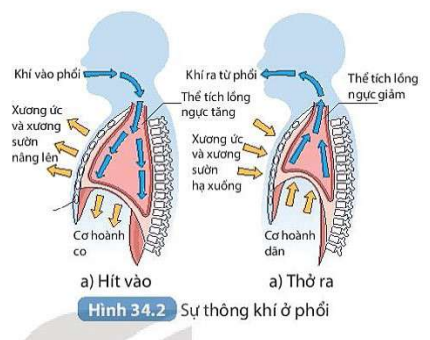 Khí vào phổi
Thể tích lồng
ngực tăng
Xương ức
và xương
sườn
nâng lên
Cơ hoành
co
a) Hít vào
Khí ra từ phổi
Thể tích lồng
ngực giảm
Xương ức
và xương
sườn
hạ xuống
Cơ hoành
dãn
a) Thở ra
Hình 34.2 Sự thông khí ở phổi